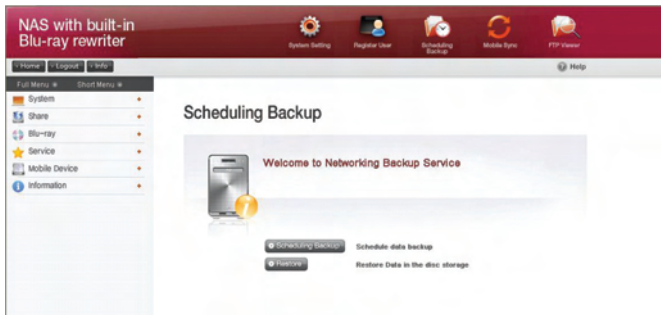 NAS with built-in
Blu-ray rewriter
System Setting
Register User
Scheduling
Backup
Mobile Sync
FTP Viewer
Home
Logout
Info
Help
Full Menu
Short Menu
System
Share
Blu-ray
Service
Mobile Device
Information
Scheduling Backup
Welcome to Networking Backup Service
Scheduling Backup
Schedule data backup
Restore
Restore Data in the disc storage